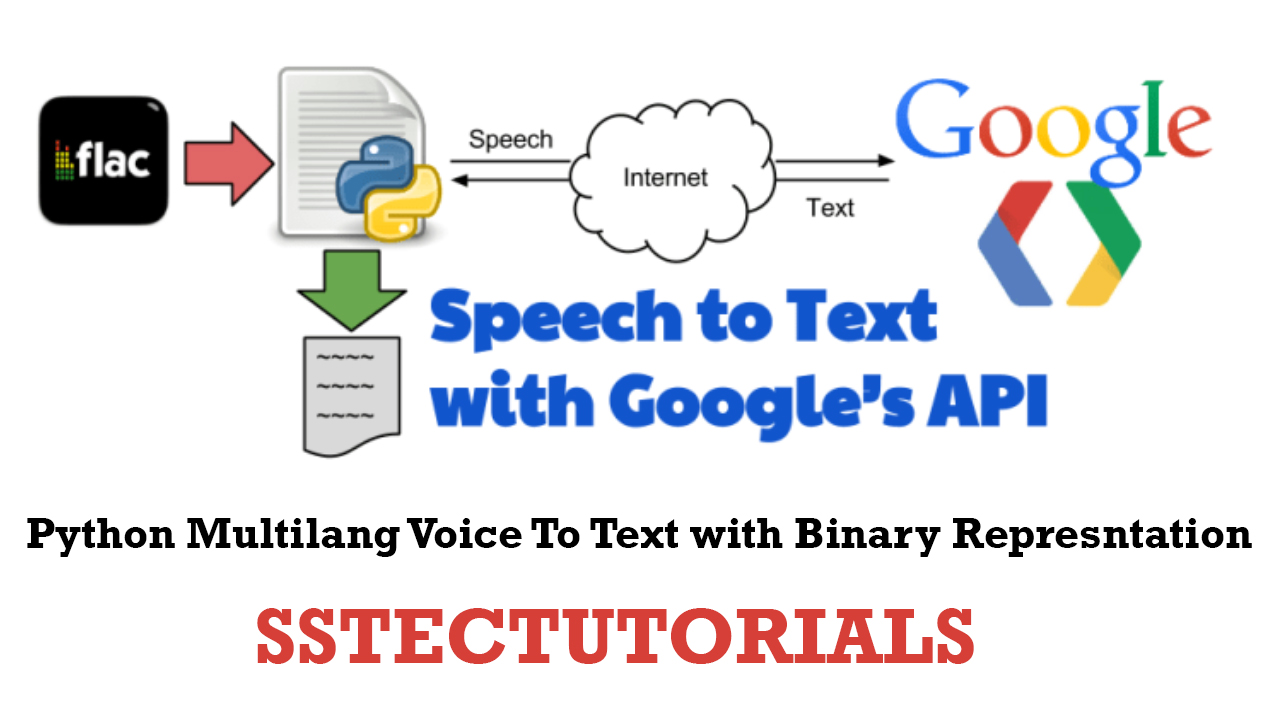 flac
Speech
Internet
Text
Google
Speech to Text
with Google's API
~~~~
~~~~
~~~~
Python Multilang Voice To Text with Binary Represntation
SSTECTUTORIALS